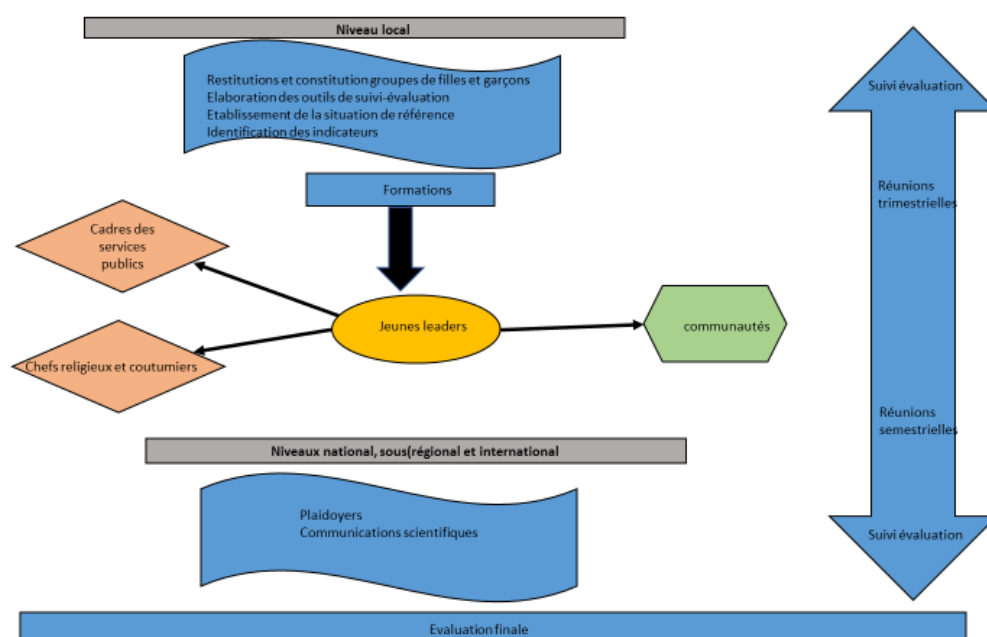 Niveau local
Restitutions et constitution groupes de filles et garçons
Elaboration des outils de suivi-évaluation
Etablissement de la situation de référence
Identification des indicateurs
Suivi évaluation
Formations
Réunions
trimestrielles
Cadres des
services
publics
Jeunes leaders
communautés
Chefs religieux et coutumiers
Réunions
semestrielles
Niveaux national, sous(régional et international
Plaidoyers
Communications scientifiques
Suivi évaluation
Evaluation finale